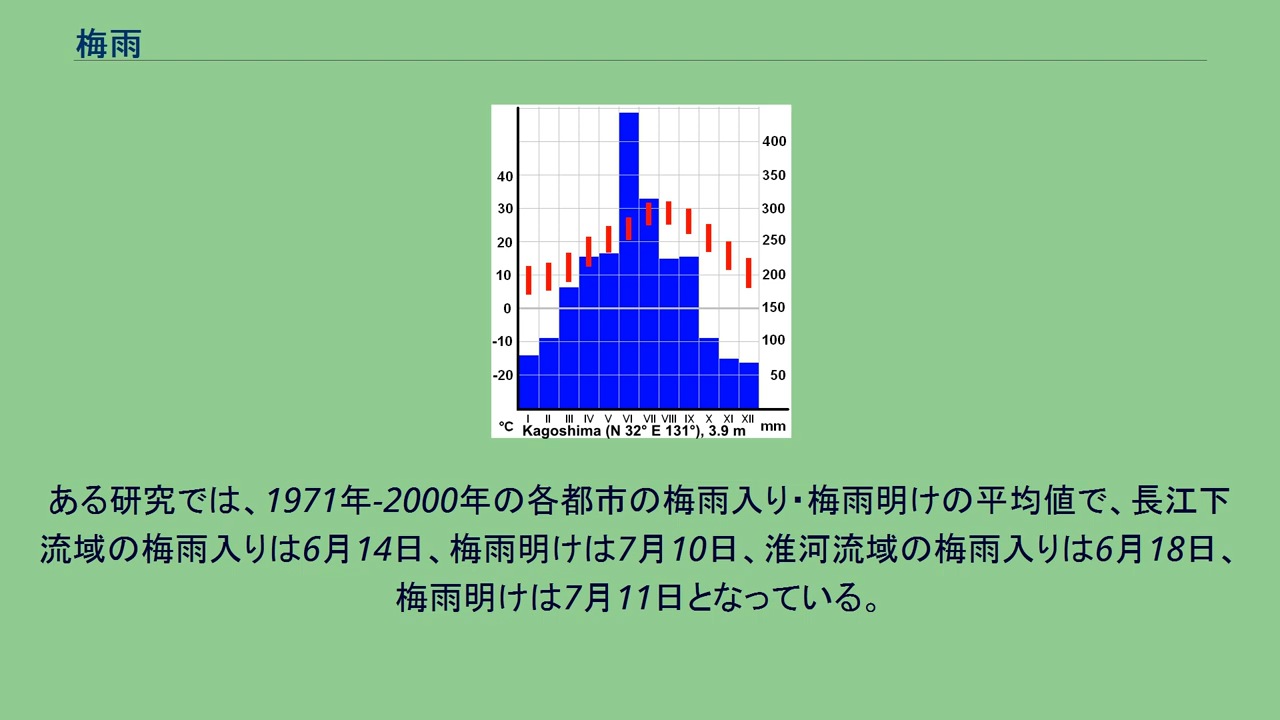 梅雨
400
40 350
30 300
20 250
10 200
0 150
-10 100
-20 50
I II III IV V VI VII VIII IX X XI XII
°C Kagoshima (N 32° E 131°), 3.9 m mm
ある研究では、1971年-2000年の各都市の梅雨入り・梅雨明けの平均値で、長江下
流域の梅雨入りは6月14日、梅雨明けは7月10日、淮河流域の梅雨入りは6月18日、
梅雨明けは7月11日となっている。